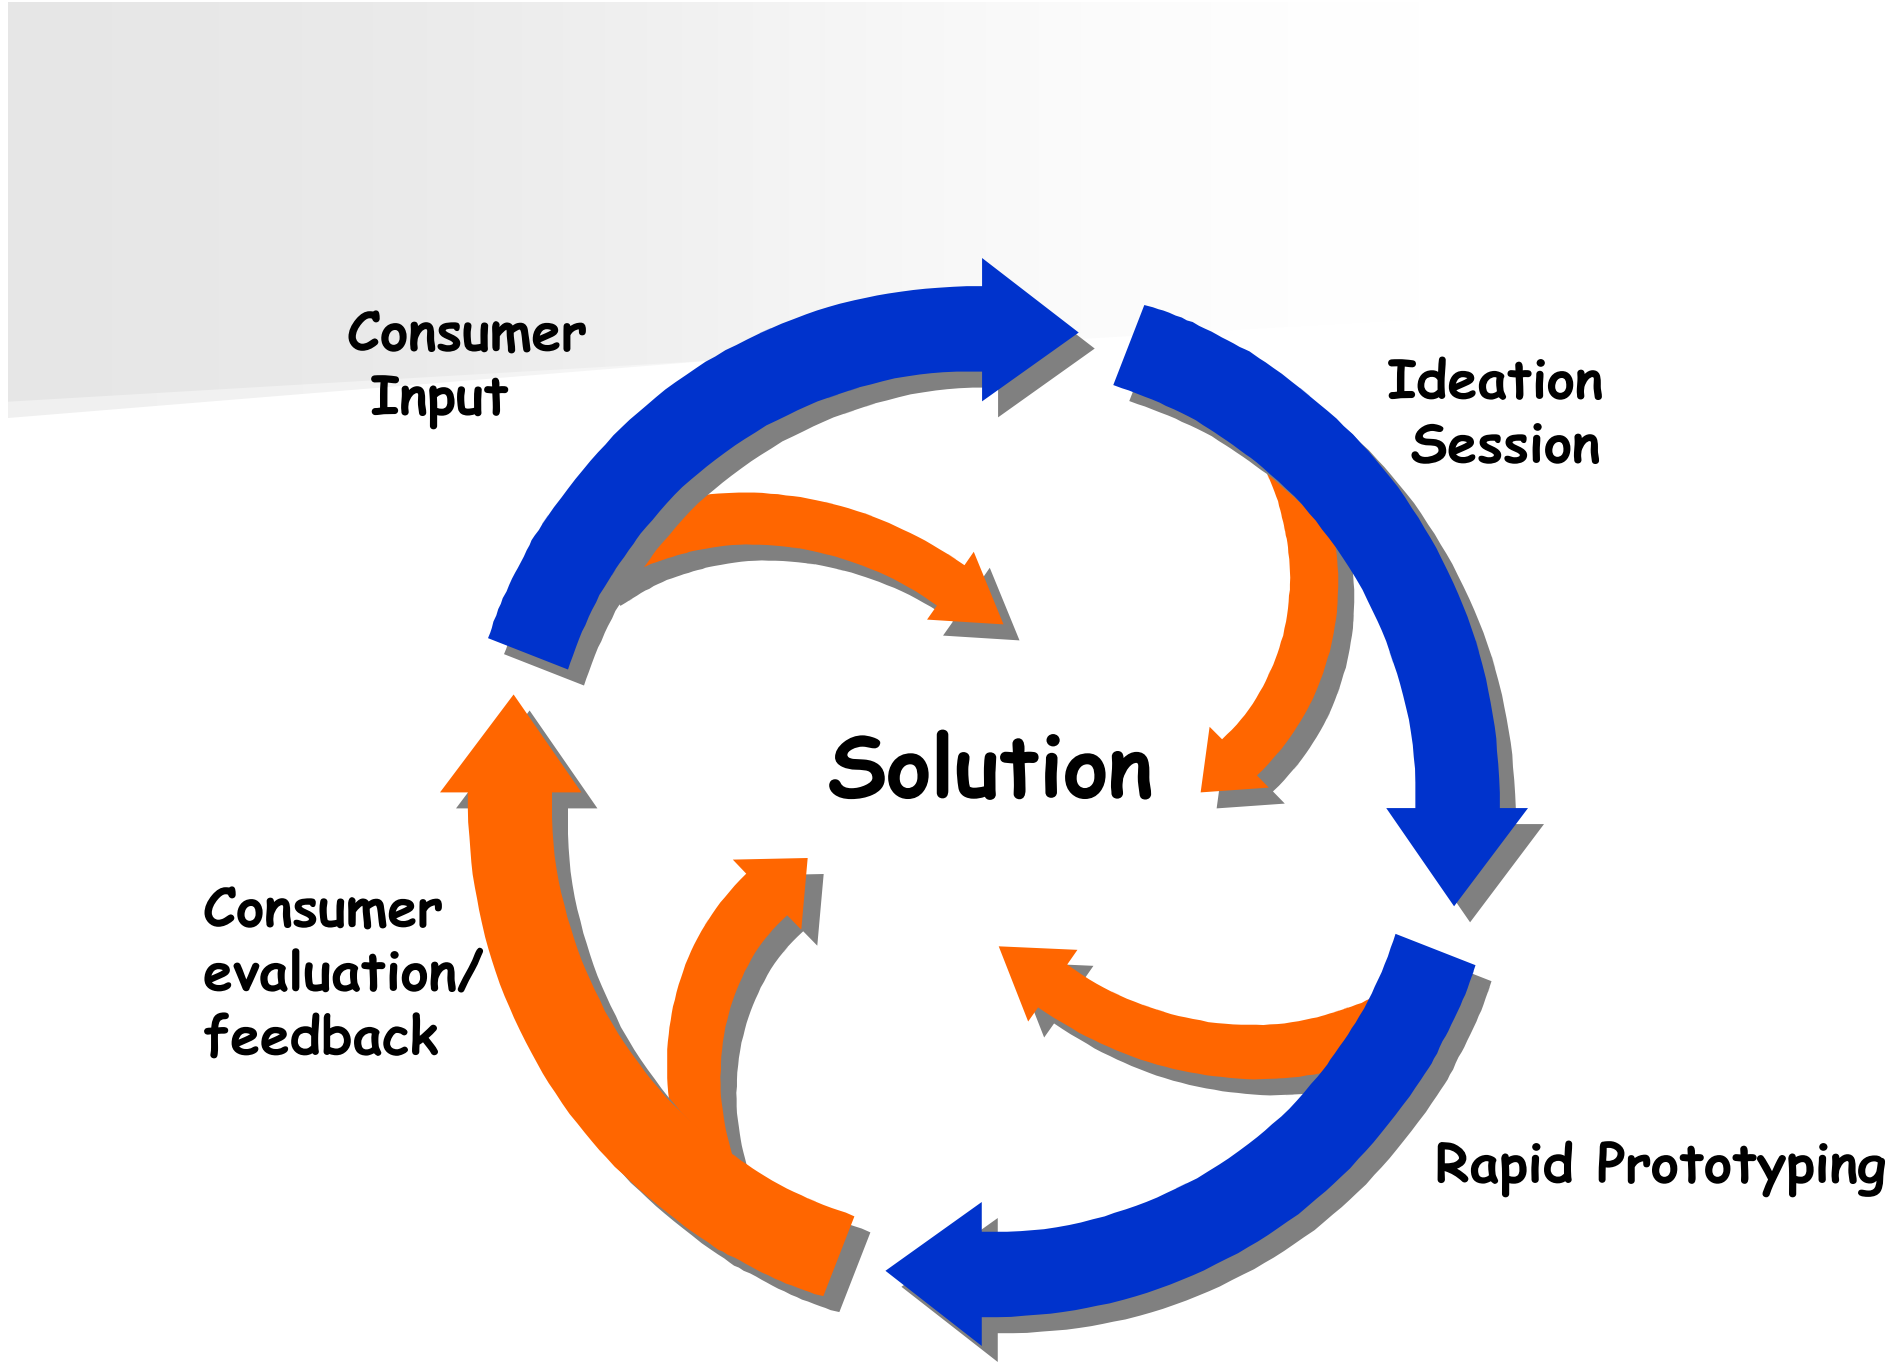 Consumer
Input
Ideation
Session
Solution
Consumer
evaluation/
feedback
Rapid Prototyping